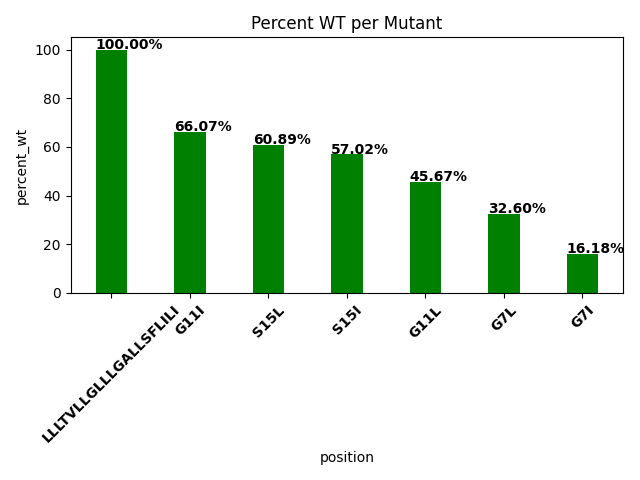 Percent WT per Mutant
percent_wt
100
80
60
40
20
0
100.00%
66.07%
60.89%
57.02%
45.67%
32.60%
16.18%
LLLTVLLGLLLGALLSFLILI
G11I
S15L
S15I
G11L
G7L
G7I
position